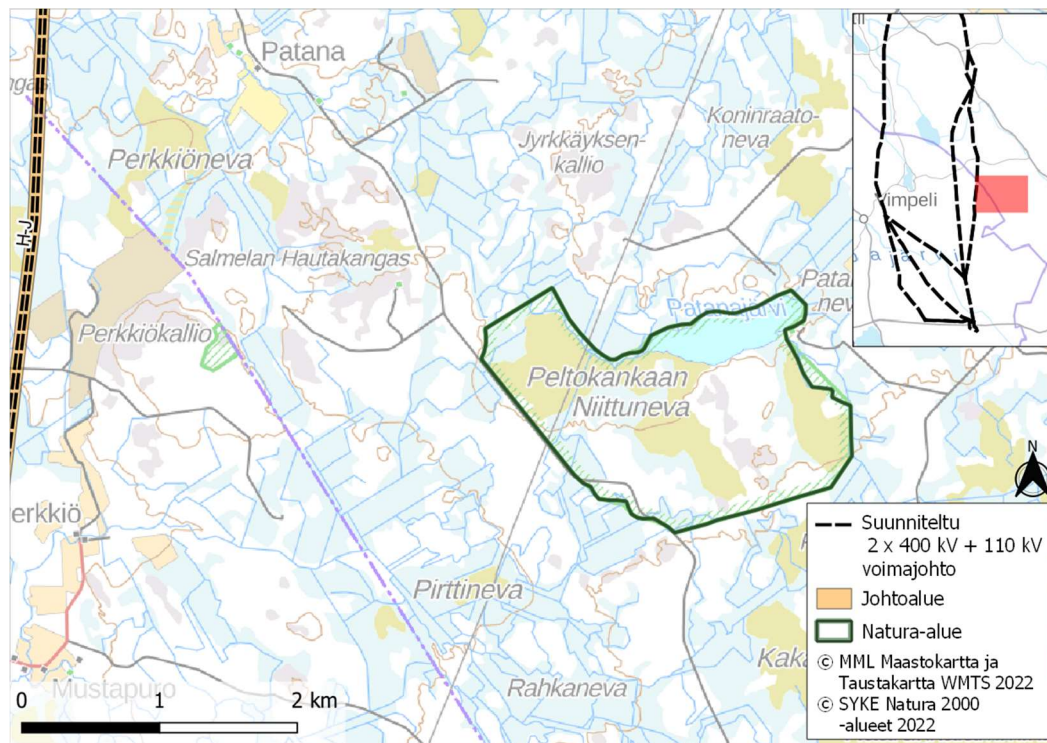 Patana
Koninraato-
neva
Jyrkkäyksen-
kallio
Perkkiöneva
H-J
Salmelan Hautakangas
Perkkiökallio
Patanajärvi
Peltokankaan
Niittuneva
erkkiö
Pirttineva
Mustapuro
Rahkaneva
0 1 2 km
Vimpeli
N
Suunniteltu
2 x 400 kV + 110 kV
voimajohto
Johtoalue
Natura-alue
© MML Maastokartta ja
Taustakartta WMTS 2022
© SYKE Natura 2000
-alueet 2022